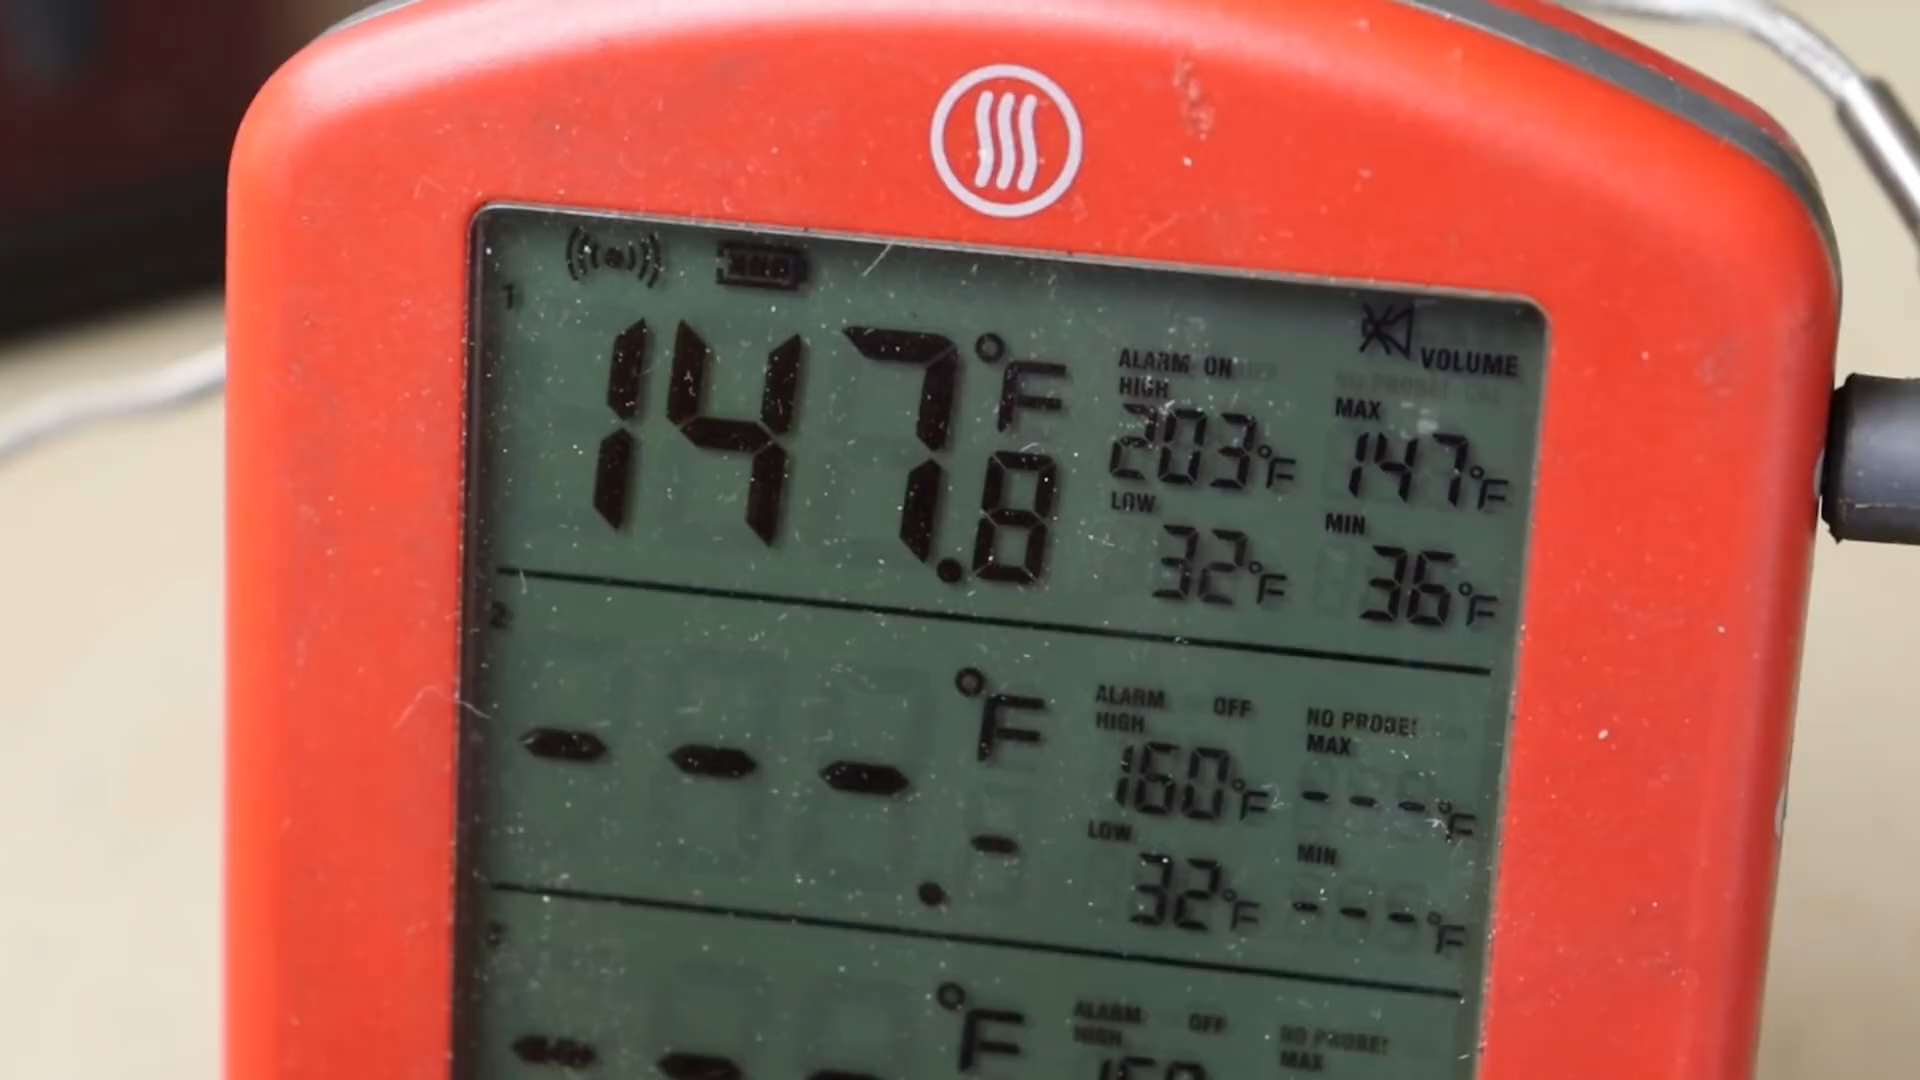 1
147.8°F
ALARM ON
HIGH
203°F
LOW
32°F
VOLUME
MAX
147°F
MIN
36°F
2
---.-°F
ALARM OFF
HIGH
160°F
LOW
32°F
NO PROBE!
MAX
---°F
MIN
---°F
3
°F
ALARM OFF
HIGH
NO PROBE!
MAX